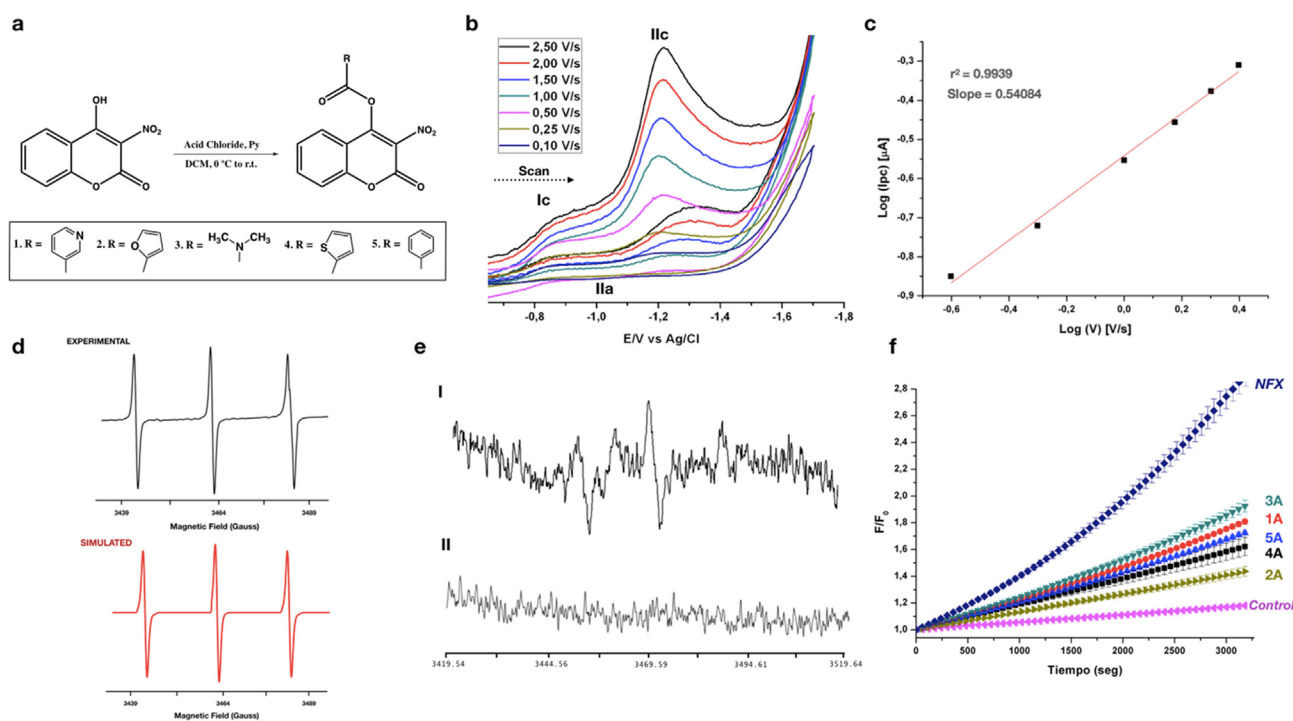 a
R
O
O
OH
NO₂
O
O
Acid Chloride, Py
DCM, 0 °C to r.t.
NO₂
O
O
1. R =
N
2. R =
O
3. R =
H₃C
N
CH₃
4. R =
S
5. R =
b
2,50 V/s
2,00 V/s
1,50 V/s
1,00 V/s
0,50 V/s
0,25 V/s
0,10 V/s
IIc
Scan
Ic
IIa
-0,8
-1,0
-1,2
-1,4
-1,6
E/V vs Ag/Cl
c
r² = 0.9939
Slope = 0.54084
-0,3
-0,4
-0,5
-0,6
-0,7
-0,8
-0,9
Log (Ipc) [µA]
-0,6
-0,4
-0,2
0,0
0,2
0,4
Log (V) [V/s]
d
EXPERIMENTAL
3439
3464
3489
Magnetic Field (Gauss)
SIMULATED
3439
3464
3489
Magnetic Field (Gauss)
e
I
II
3419.54
3444.56
3469.59
3494.61
3519.64
f
2,8
2,6
2,4
2,2
2,0
1,8
1,6
1,4
1,2
1,0
F/F₀
NFX
3A
1A
5A
4A
2A
Control
0
500
1000
1500
2000
2500
3000
Tiempo (seg)